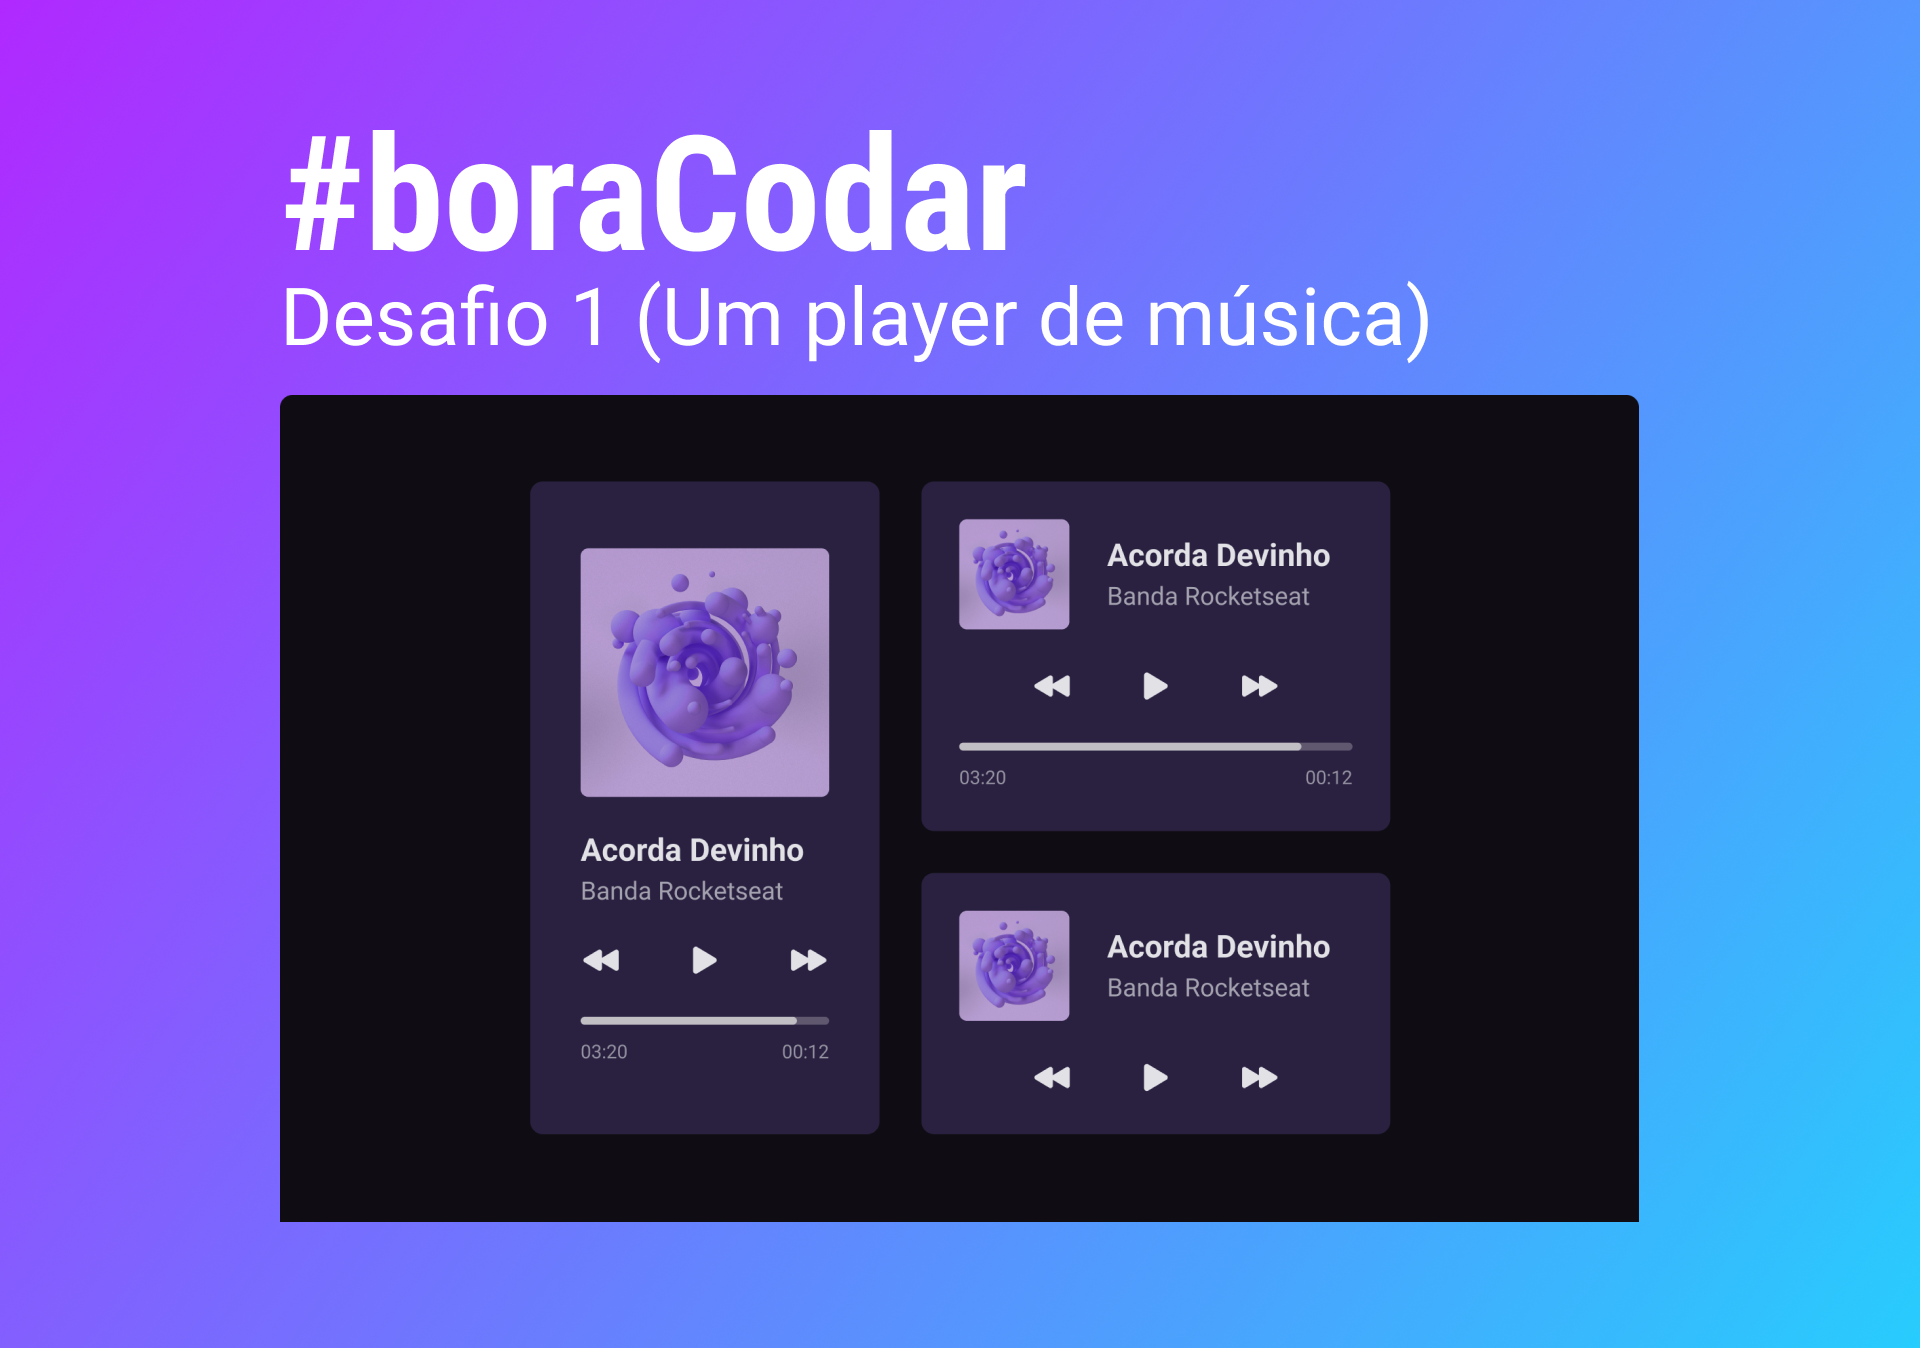 #boraCodar
Desafio 1 (Um player de música)
Acorda Devinho
Banda Rocketseat
03:20
00:12
Acorda Devinho
Banda Rocketseat
03:20
00:12
Acorda Devinho
Banda Rocketseat